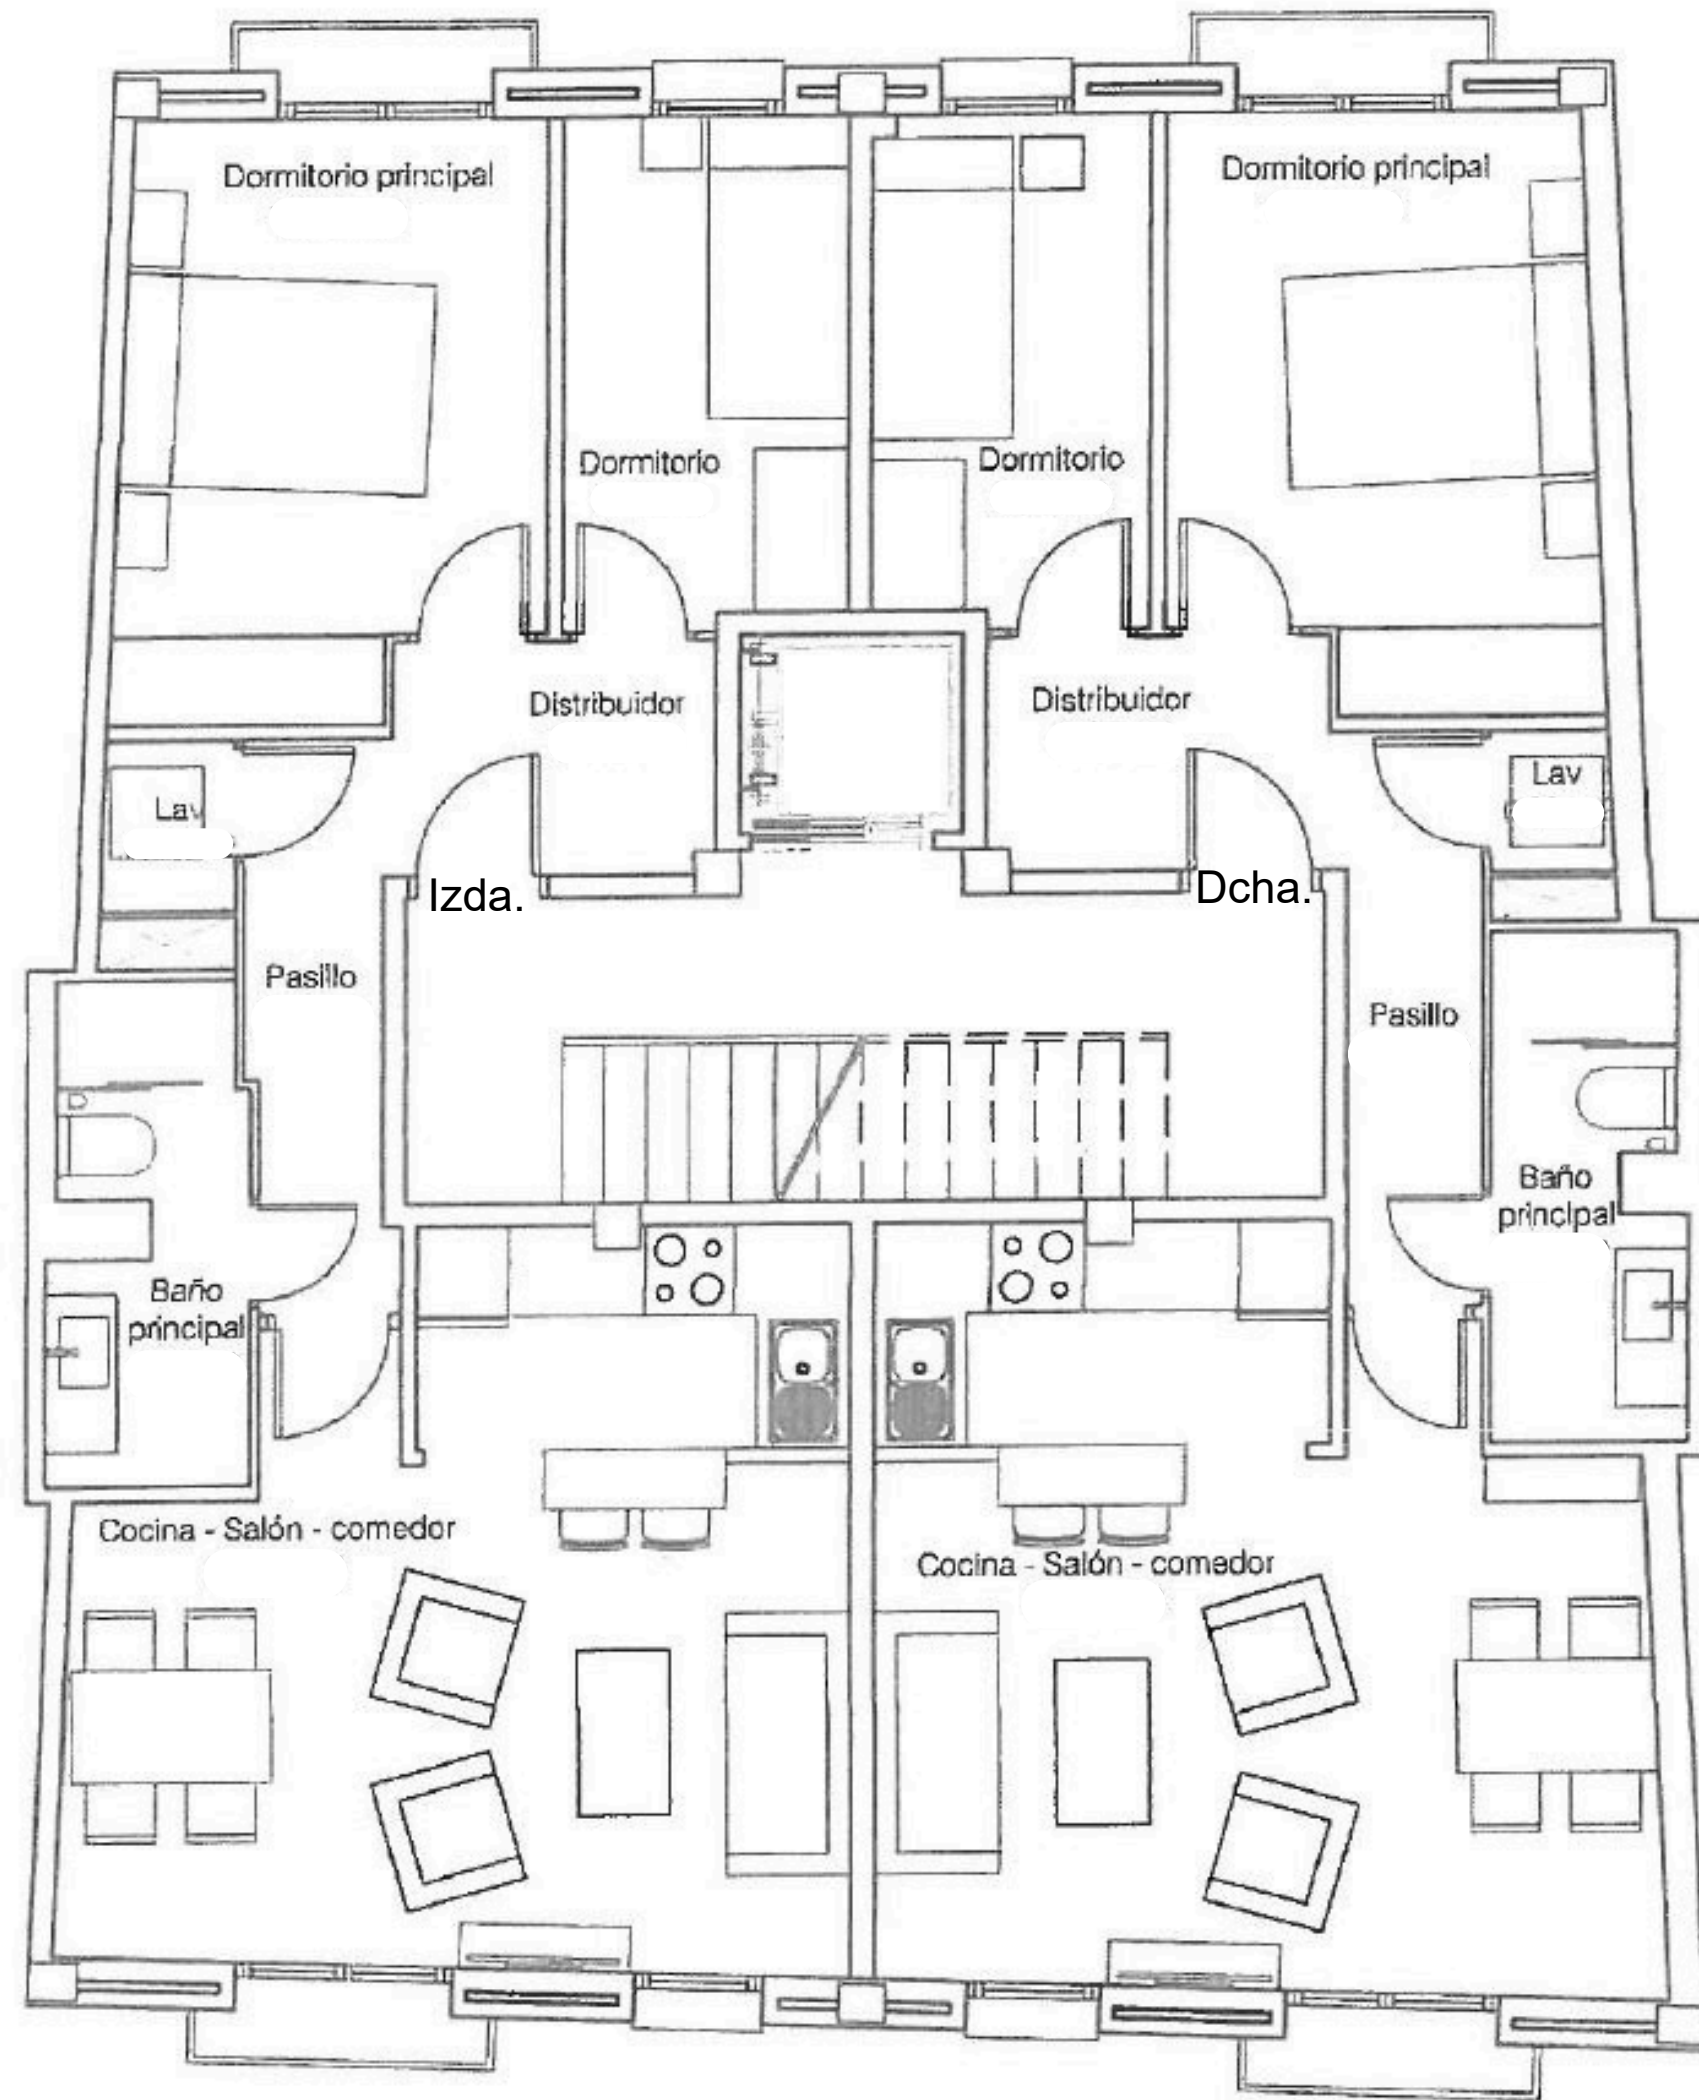 Dormitorio principal
Dormitorio principal
Dormitorio
Dormitorio
Distribuidor
Distribuidor
Lav
Lav
Izda.
Dcha.
Pasillo
Pasillo
Baño
principal
Baño
principal
Cocina - Salón - comedor
Cocina - Salón - comedor